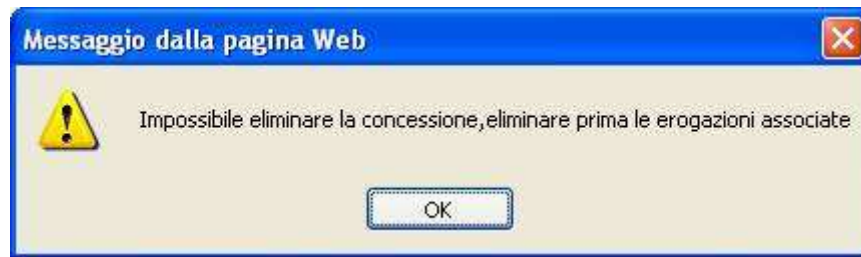 Messaggio dalla pagina Web
Impossibile eliminare la concessione,eliminare prima le erogazioni associate
OK